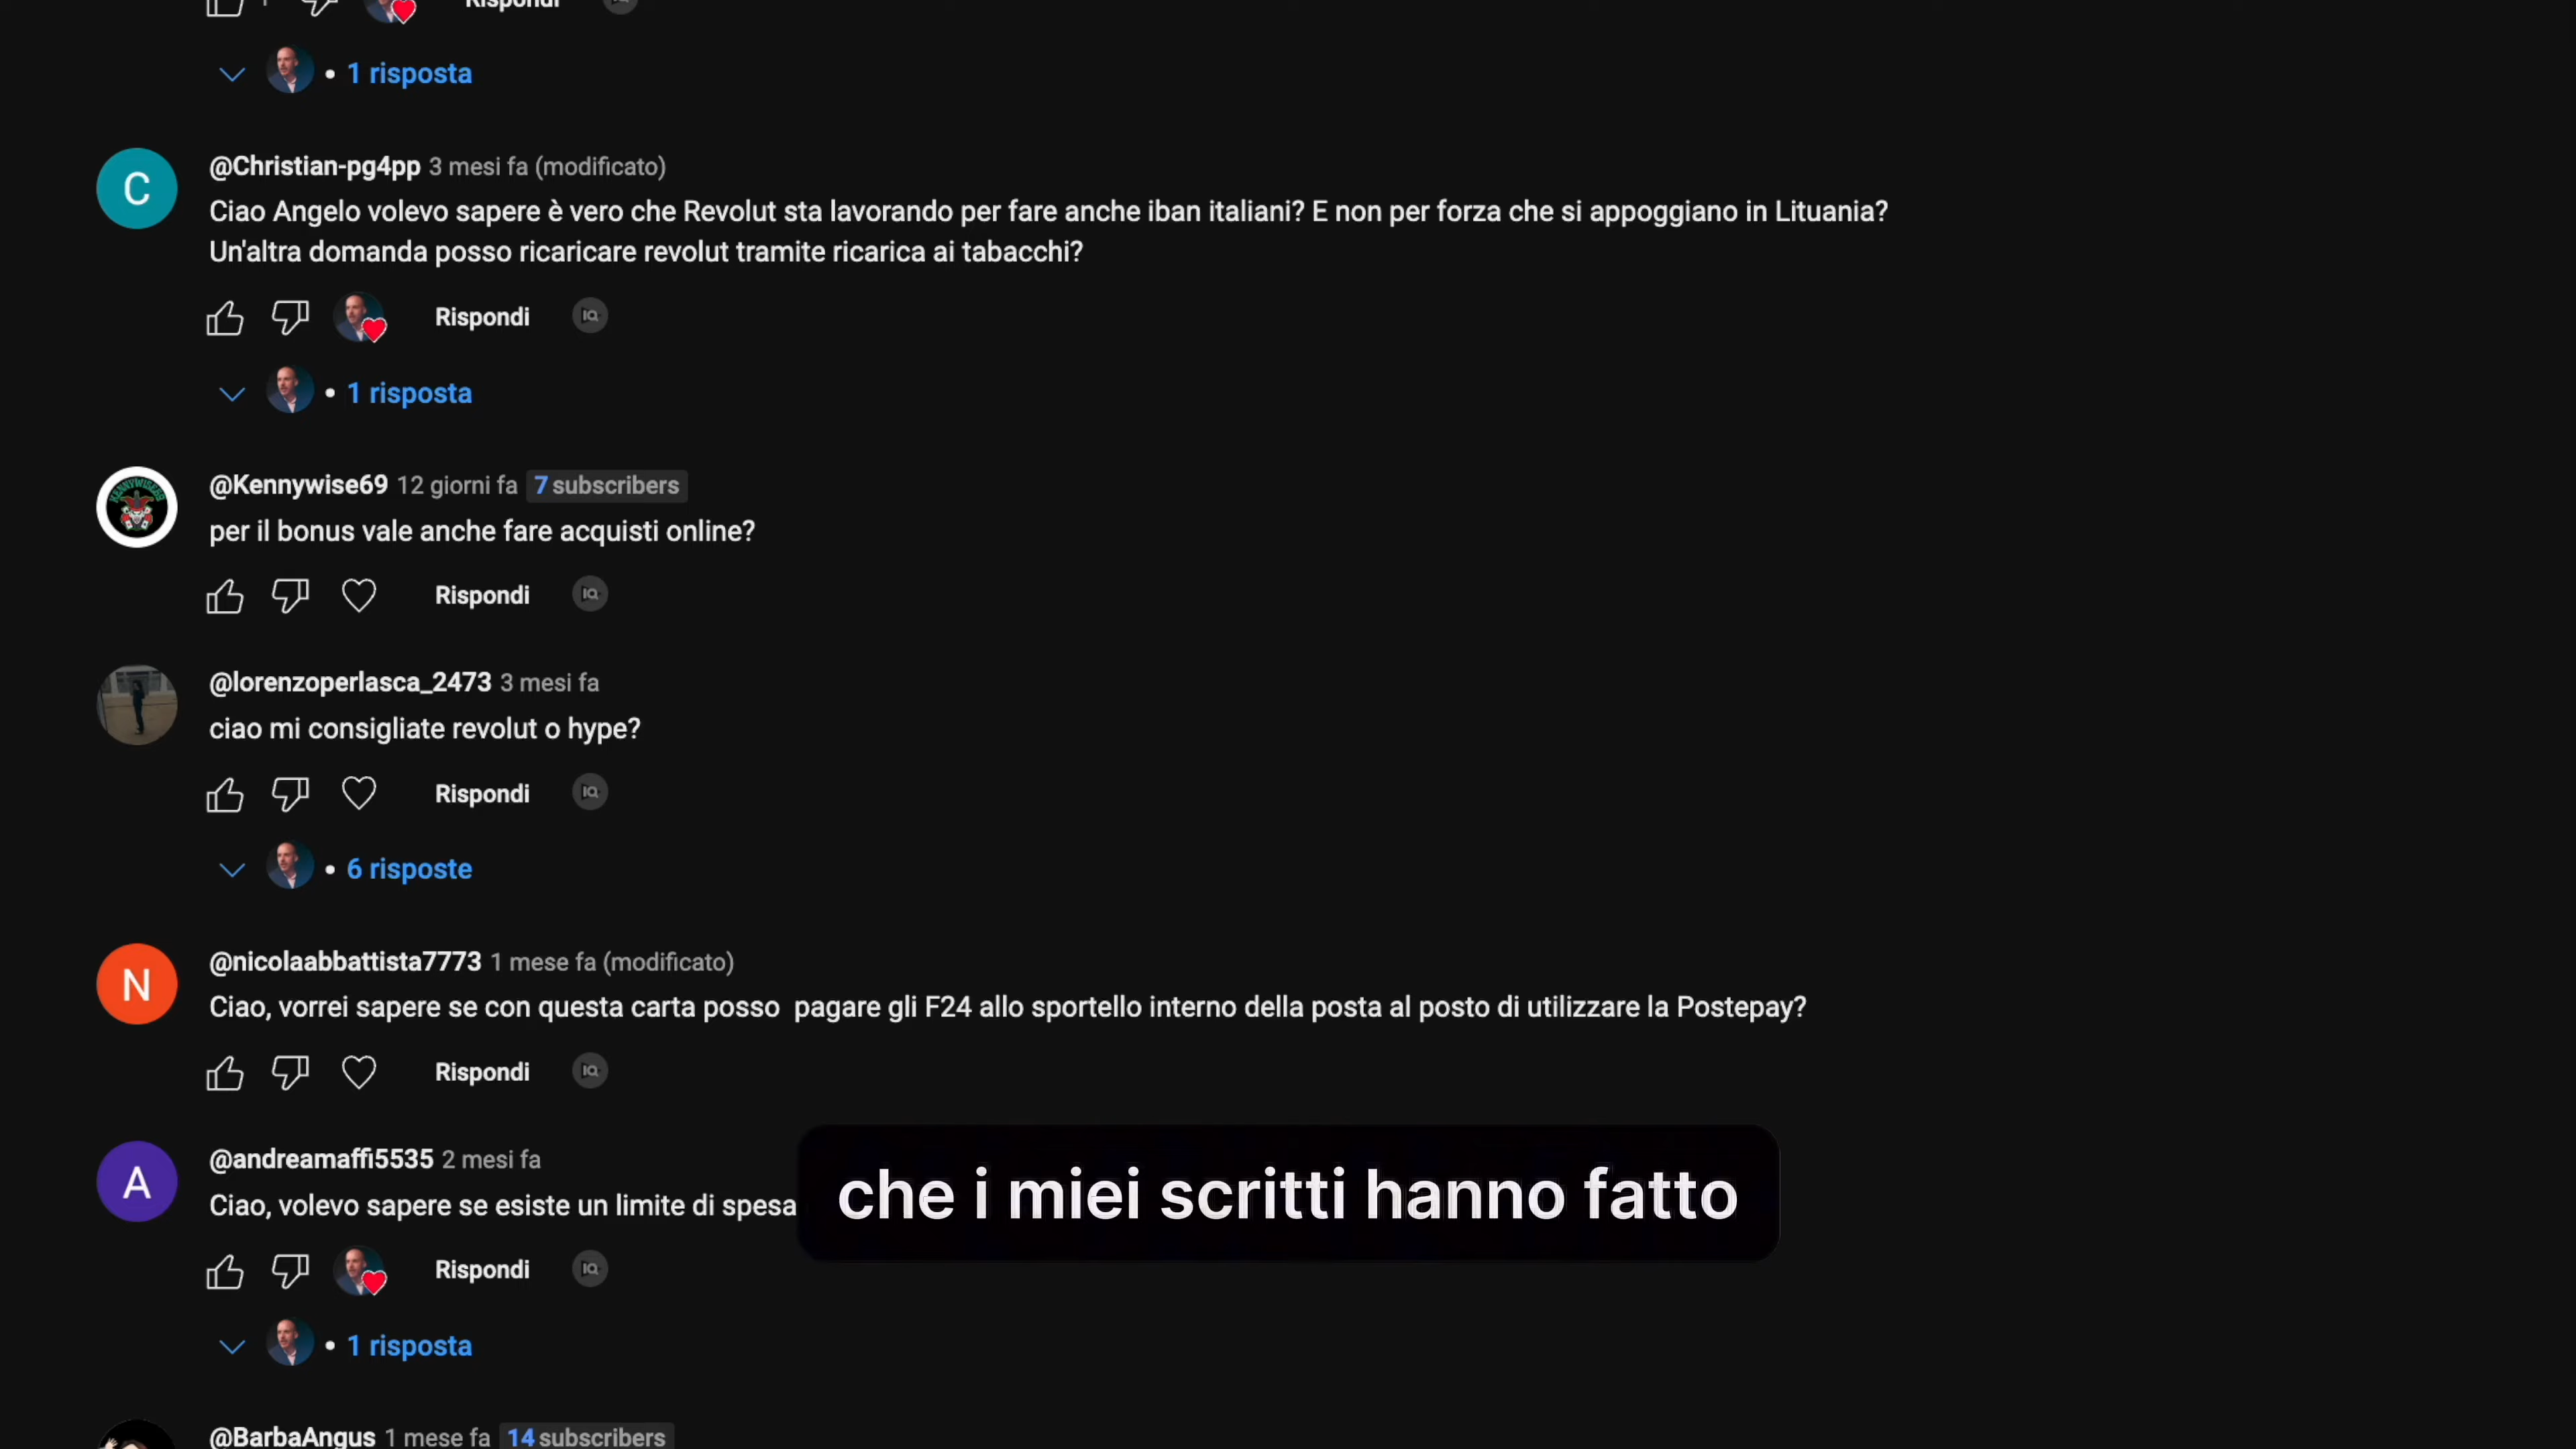 Rispondi
1 risposta
@Christian-pg4pp 3 mesi fa (modificato)
Ciao Angelo volevo sapere è vero che Revolut sta lavorando per fare anche iban italiani? E non per forza che si appoggiano in Lituania?
Un'altra domanda posso ricaricare revolut tramite ricarica ai tabacchi?
Rispondi
1 risposta
@Kennywise69 12 giorni fa 7 subscribers
per il bonus vale anche fare acquisti online?
Rispondi
@lorenzoperlasca_2473 3 mesi fa
ciao mi consigliate revolut o hype?
Rispondi
6 risposte
@nicolaabbattista7773 1 mese fa (modificato)
Ciao, vorrei sapere se con questa carta posso  pagare gli F24 allo sportello interno della posta al posto di utilizzare la Postepay?
Rispondi
@andreamaffi5535 2 mesi fa
Ciao, volevo sapere se esiste un limite di spesa
che i miei scritti hanno fatto
Rispondi
1 risposta
@BarbaAngus 1 mese fa 14 subscribers